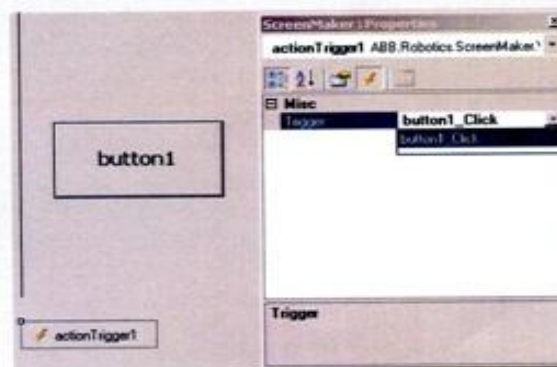 ScreenMaker:Properties
actionTrigger1 ABB.Robotics.ScreenMaker.
Misc
Trigger button1_Click
button1_Click
button1
Trigger
actionTrigger1